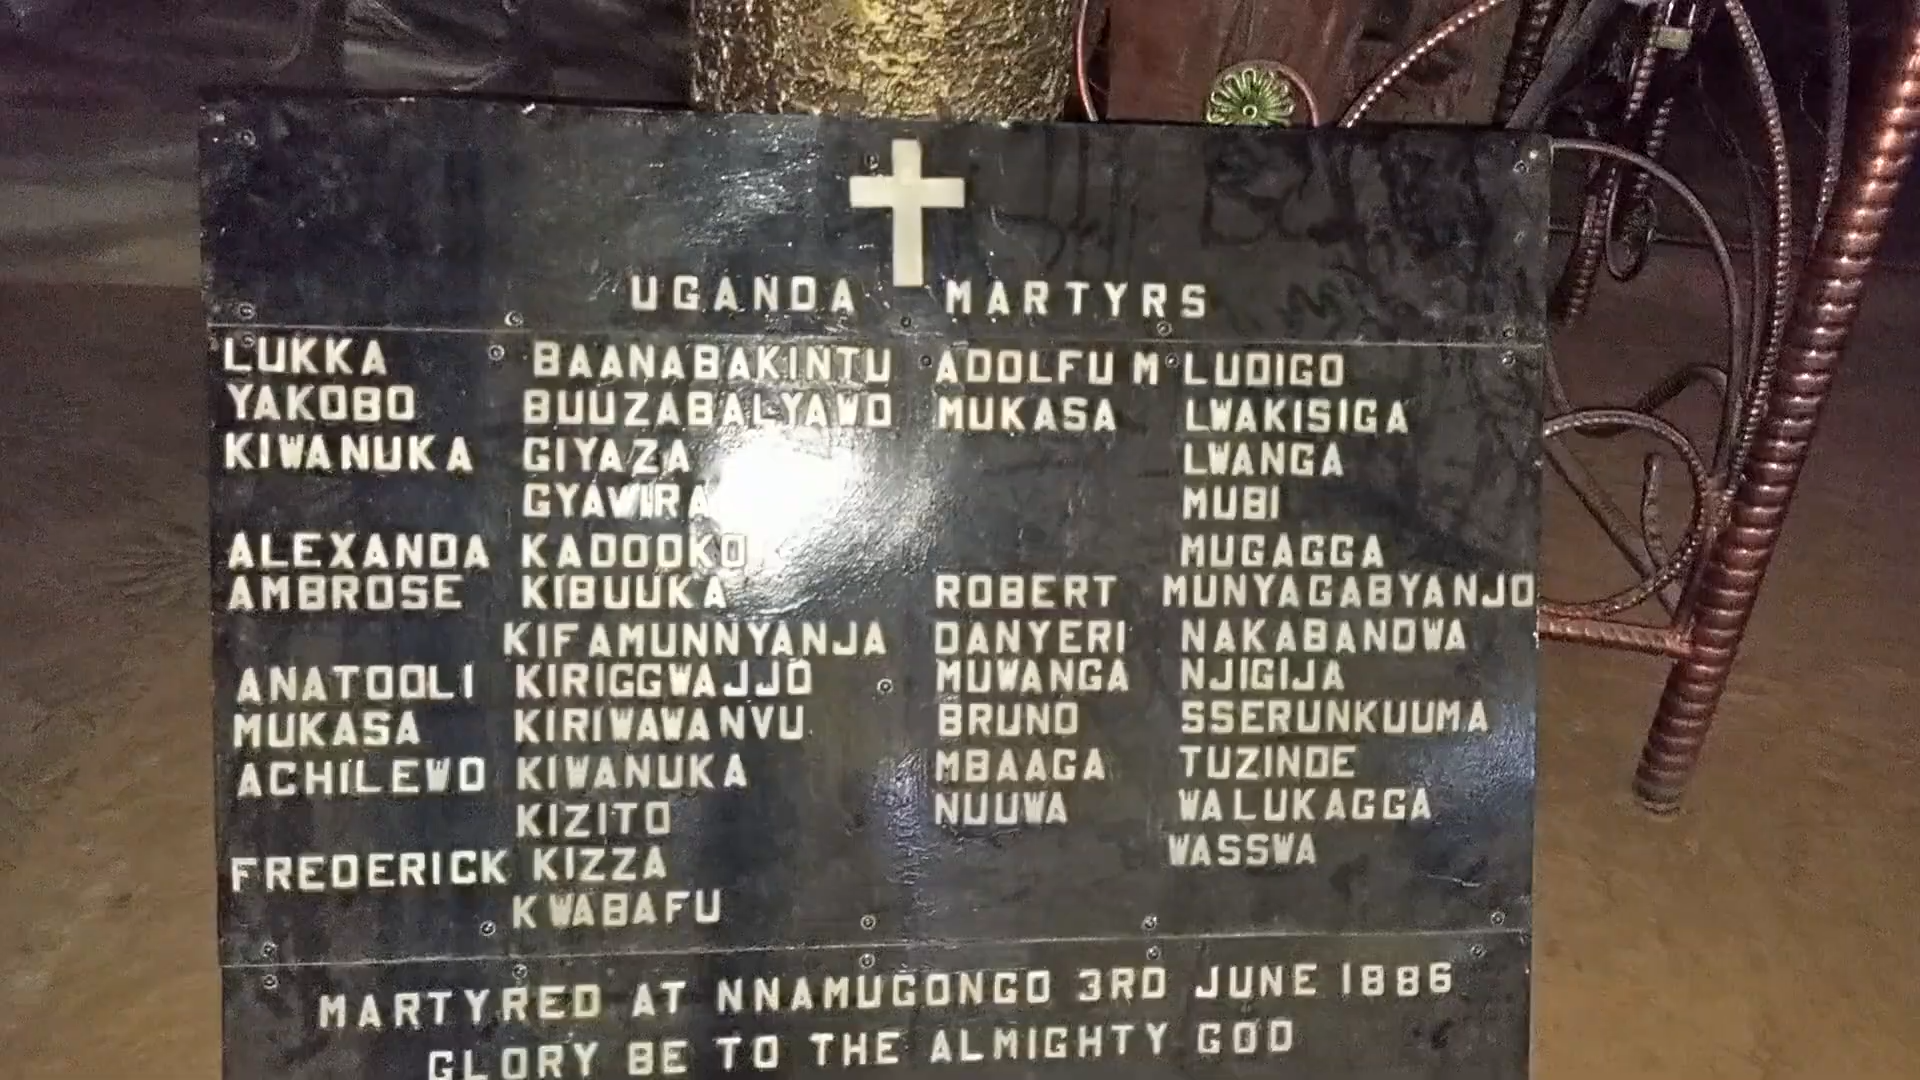 UGANDA MARTYRS
LUKKA BAANABAKINTU
YAKOBO BUUZABALYAWO
KIWANUKA GIYAZA
GYAWIRA
ALEXANDA KADOOKO
AMBROSE KIBUUKA
KIFAMUNNYANJA
ANATOOLI KIRIGGWAJJO
MUKASA KIRIWAWANVU
ACHILEWO KIWANUKA
KIZITO
FREDERICK KIZZA
KWABAFU
ADOLFU M LUDIGO
MUKASA LWAKISIGA
LWANGA
MUBI
MUGAGGA
ROBERT MUNYAGABYANJO
DANYERI NAKABANDWA
MUWANGA NJIGIJA
BRUNO SSERUNKUUMA
MBAAGA TUZINDE
NUUWA WALUKAGGA
WASSWA
MARTYRED AT NNAMUGONGO 3RD JUNE 1886
GLORY BE TO THE ALMIGHTY GOD